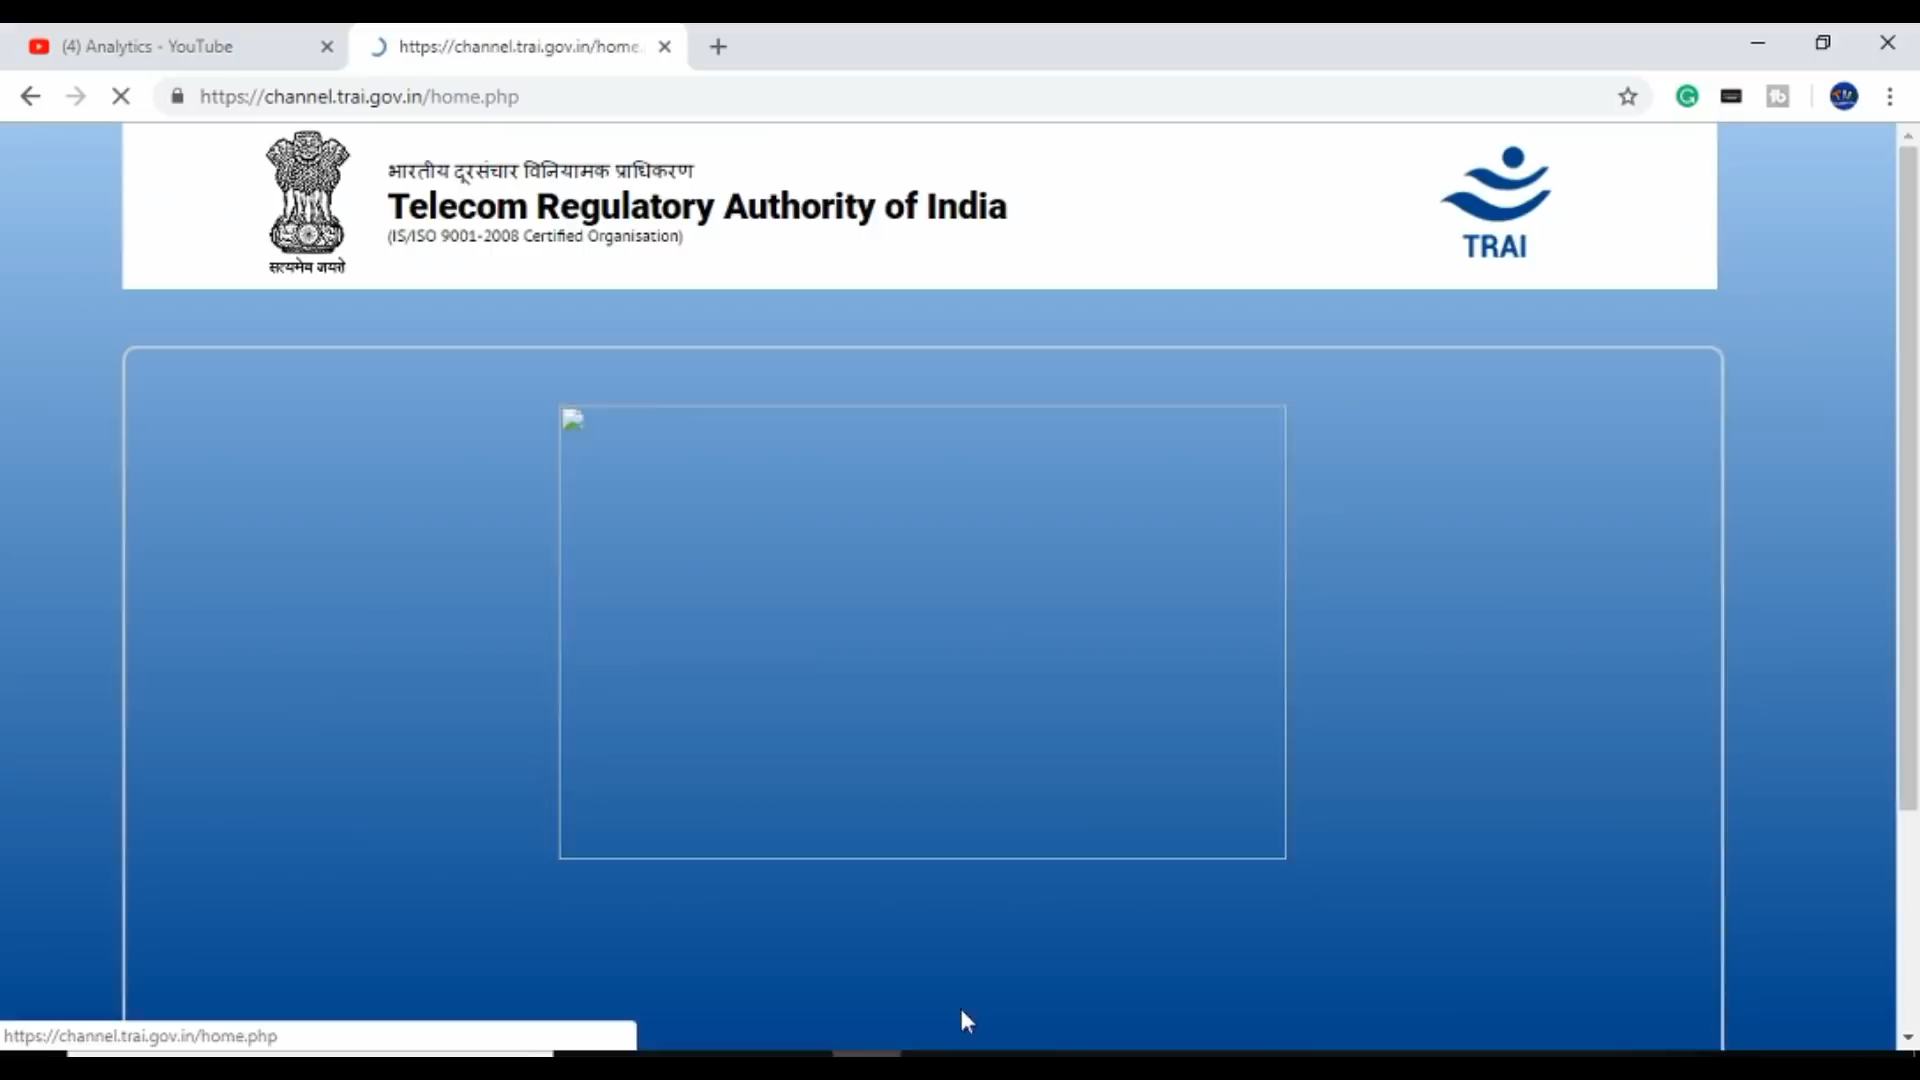 (4) Analytics - YouTube
https://channel.trai.gov.in/home.
https://channel.trai.gov.in/home.php
भारतीय दूरसंचार विनियामक प्राधिकरण
Telecom Regulatory Authority of India
(IS/ISO 9001-2008 Certified Organisation)
सत्यमेव जयते
TRAI
https://channel.trai.gov.in/home.php